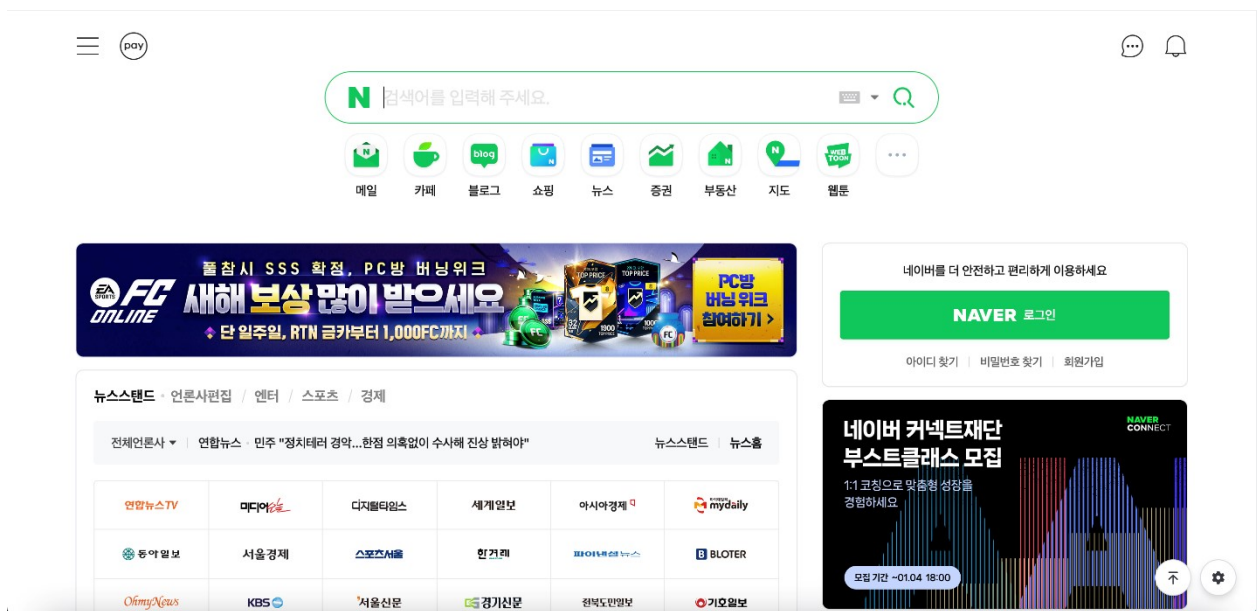 pay
N 검색어를 입력해 주세요.
메일 카페 블로그 쇼핑 뉴스 증권 부동산 지도 웹툰
EA SPORTS FC ONLINE
풀참시 SSS 확정, PC방 버닝위크
새해 보상 많이 받으세요
단 일주일, RTN 금카부터 1,000FC까지
PC방
버닝위크
참여하기 >
네이버를 더 안전하고 편리하게 이용하세요
NAVER 로그인
아이디 찾기 | 비밀번호 찾기 | 회원가입
뉴스스탠드 · 언론사편집 / 엔터 / 스포츠 / 경제
전체언론사 연합뉴스 · 민주 "정치테러 경악...한점 의혹없이 수사해 진상 밝혀야" 뉴스스탠드 | 뉴스홈
연합뉴스TV 미디어오늘 디지털타임스 세계일보 아시아경제 mydaily
동아일보 서울경제 스포츠서울 한겨레 파이낸셜뉴스 BLOTER
OhmyNews KBS 서울신문 경기신문 전북도민일보 기호일보
네이버 커넥트재단
부스트클래스 모집
NAVER
CONNECT
1:1 코칭으로 맞춤형 성장을
경험하세요
모집 기간 ~01.04 18:00